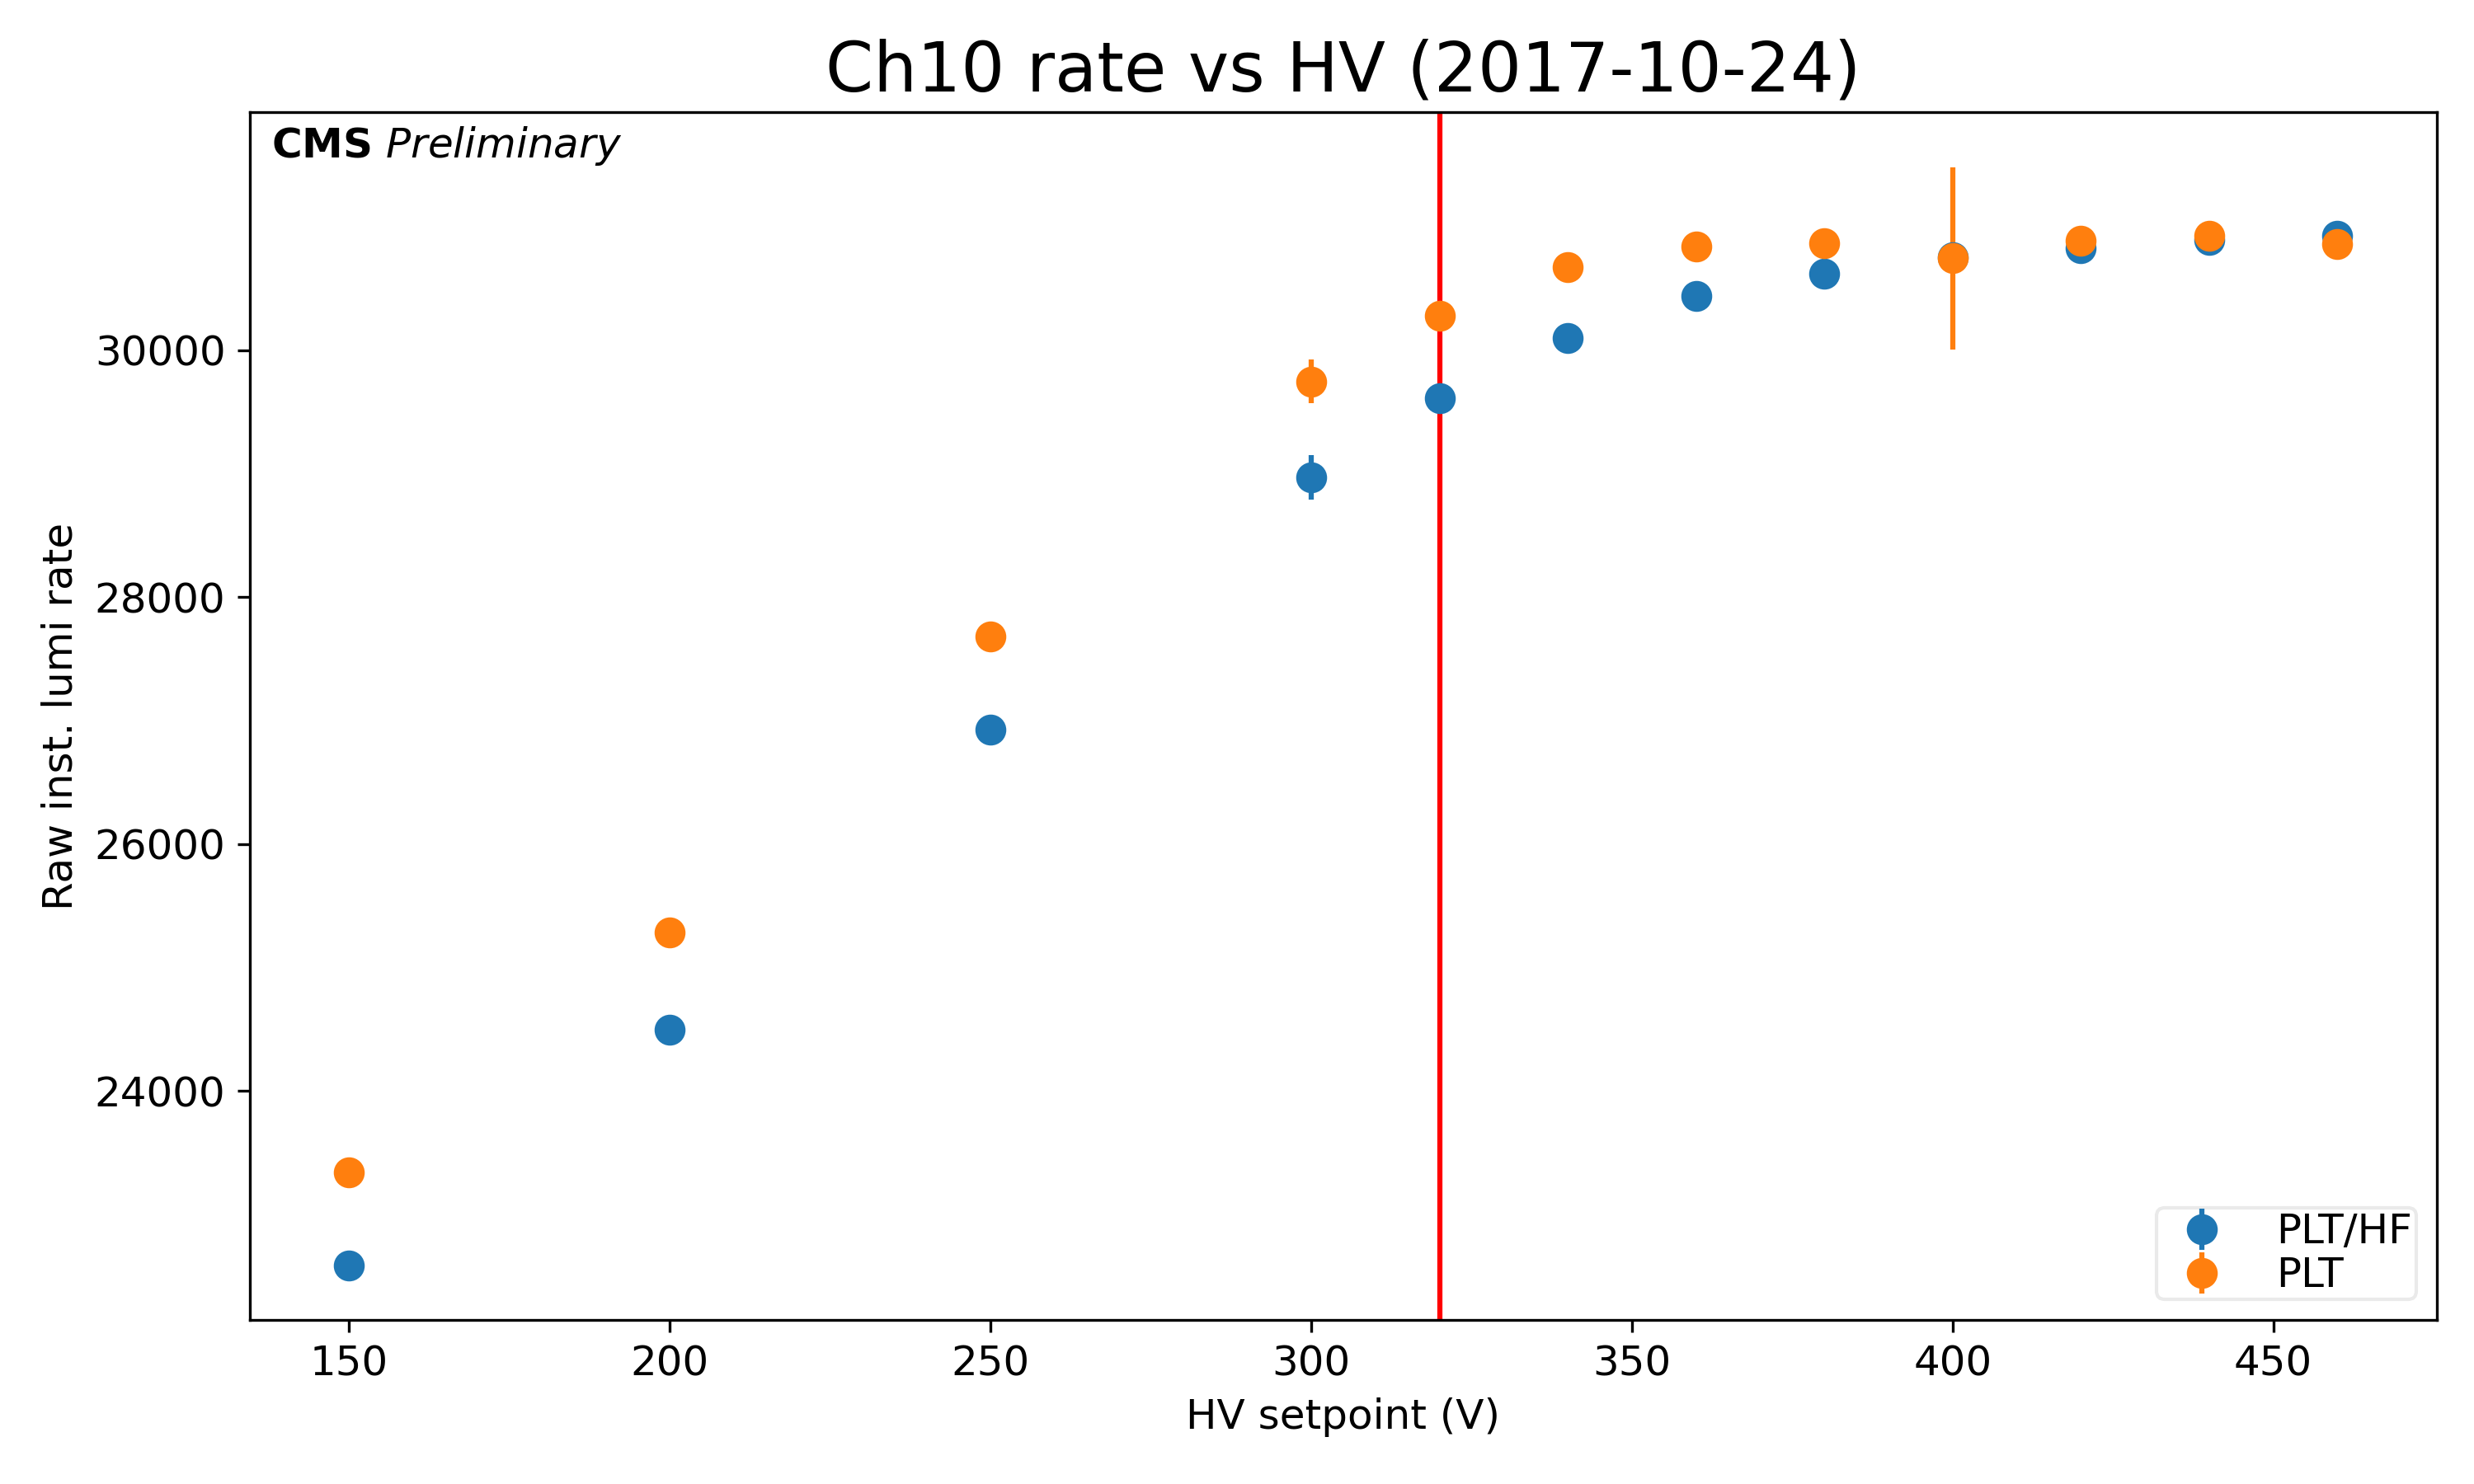 Ch10 rate vs HV (2017-10-24)
CMS Preliminary
Raw inst. lumi rate
30000
28000
26000
24000
PLT/HF
PLT
150 200 250 300 350 400 450
HV setpoint (V)